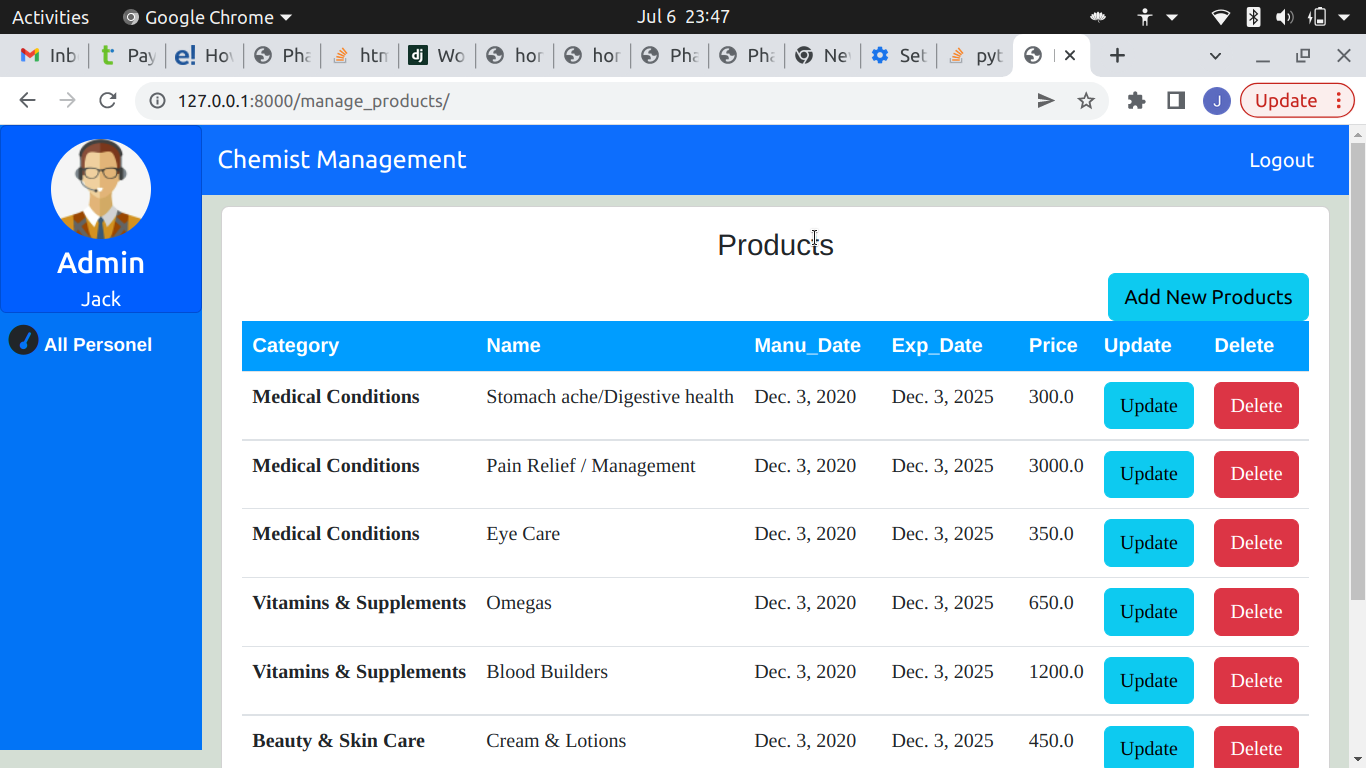 Activities Google Chrome Jul 6 23:47
Inb Pay e! Ho Pha htm dj Wo hor hor Pha Pha Ne Set pyt
127.0.0.1:8000/manage_products/ J Update
Chemist Management Logout
Admin
Jack
All Personel
Products
Add New Products
Category Name Manu_Date Exp_Date Price Update Delete
Medical Conditions Stomach ache/Digestive health Dec. 3, 2020 Dec. 3, 2025 300.0 Update Delete
Medical Conditions Pain Relief / Management Dec. 3, 2020 Dec. 3, 2025 3000.0 Update Delete
Medical Conditions Eye Care Dec. 3, 2020 Dec. 3, 2025 350.0 Update Delete
Vitamins & Supplements Omegas Dec. 3, 2020 Dec. 3, 2025 650.0 Update Delete
Vitamins & Supplements Blood Builders Dec. 3, 2020 Dec. 3, 2025 1200.0 Update Delete
Beauty & Skin Care Cream & Lotions Dec. 3, 2020 Dec. 3, 2025 450.0 Update Delete